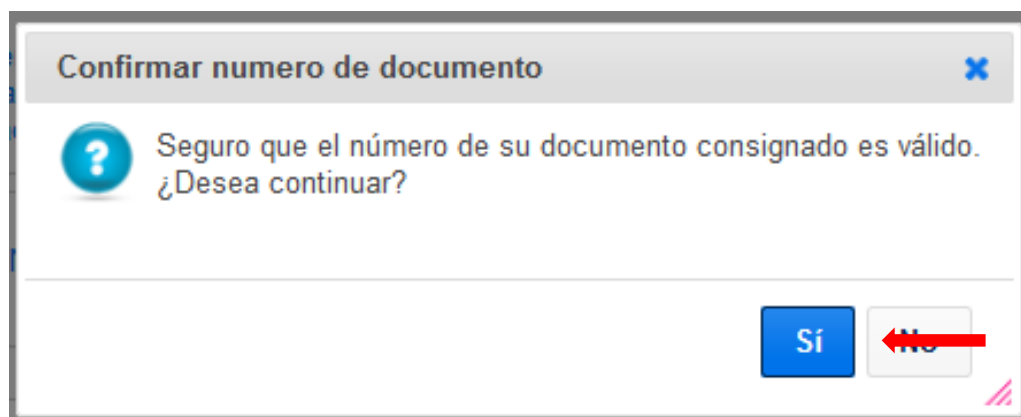 Confirmar numero de documento
Seguro que el número de su documento consignado es válido.
¿Desea continuar?
Sí
No